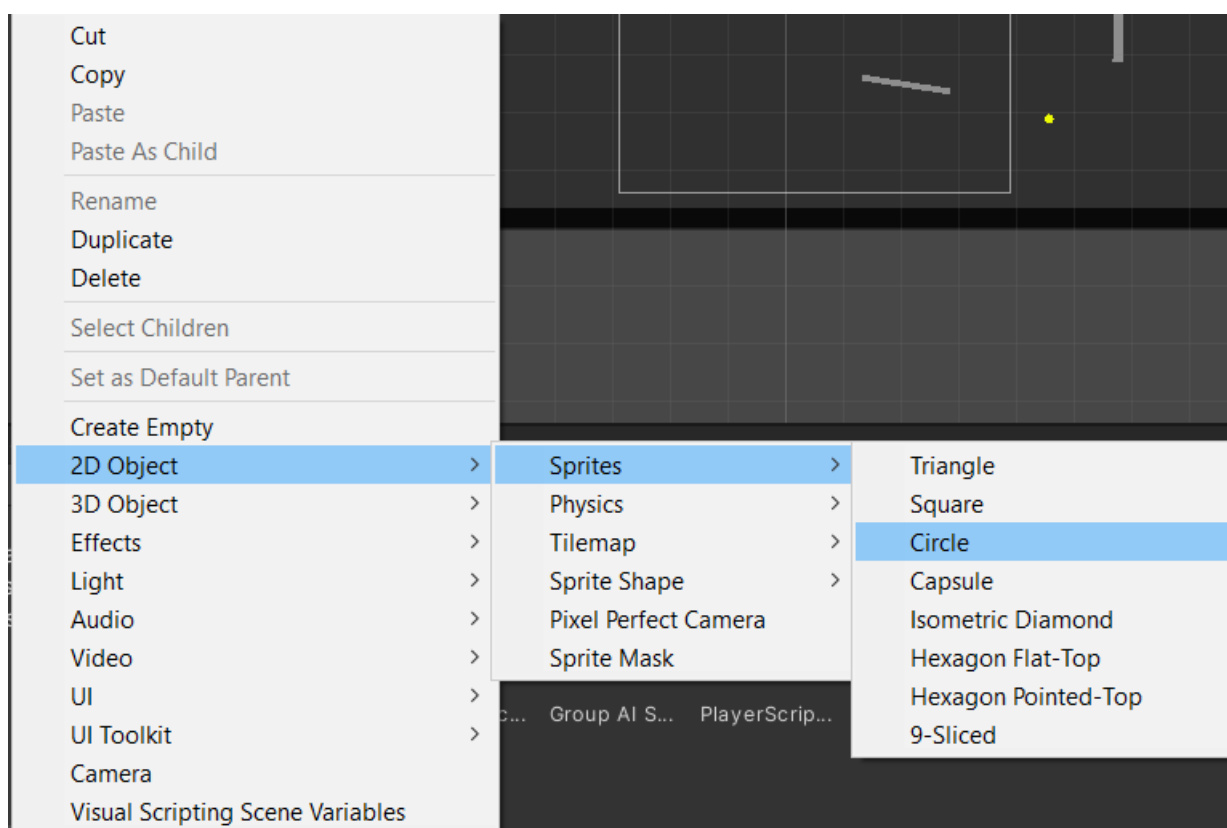 Cut
Copy
Paste
Paste As Child
Rename
Duplicate
Delete
Select Children
Set as Default Parent
Create Empty
2D Object
3D Object
Effects
Light
Audio
Video
UI
UI Toolkit
Camera
Visual Scripting Scene Variables
Sprites
Physics
Tilemap
Sprite Shape
Pixel Perfect Camera
Sprite Mask
Triangle
Square
Circle
Capsule
Isometric Diamond
Hexagon Flat-Top
Hexagon Pointed-Top
9-Sliced
c... Group AI S... PlayerScrip...